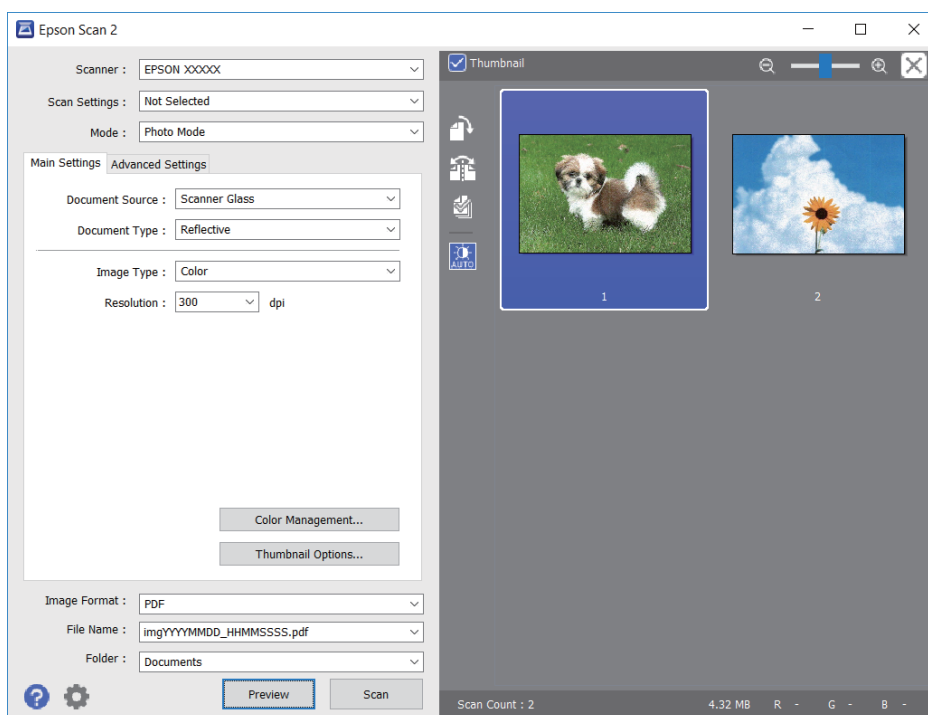 Epson Scan 2
Scanner : EPSON XXXXX
Scan Settings : Not Selected
Mode : Photo Mode
Main Settings Advanced Settings
Document Source : Scanner Glass
Document Type : Reflective
Image Type : Color
Resolution : 300 dpi
Color Management...
Thumbnail Options...
Image Format : PDF
File Name : imgYYYYMMDD_HHMMSSSS.pdf
Folder : Documents
Preview Scan
Thumbnail
AUTO
1 2
Scan Count : 2 4.32 MB R - G - B -